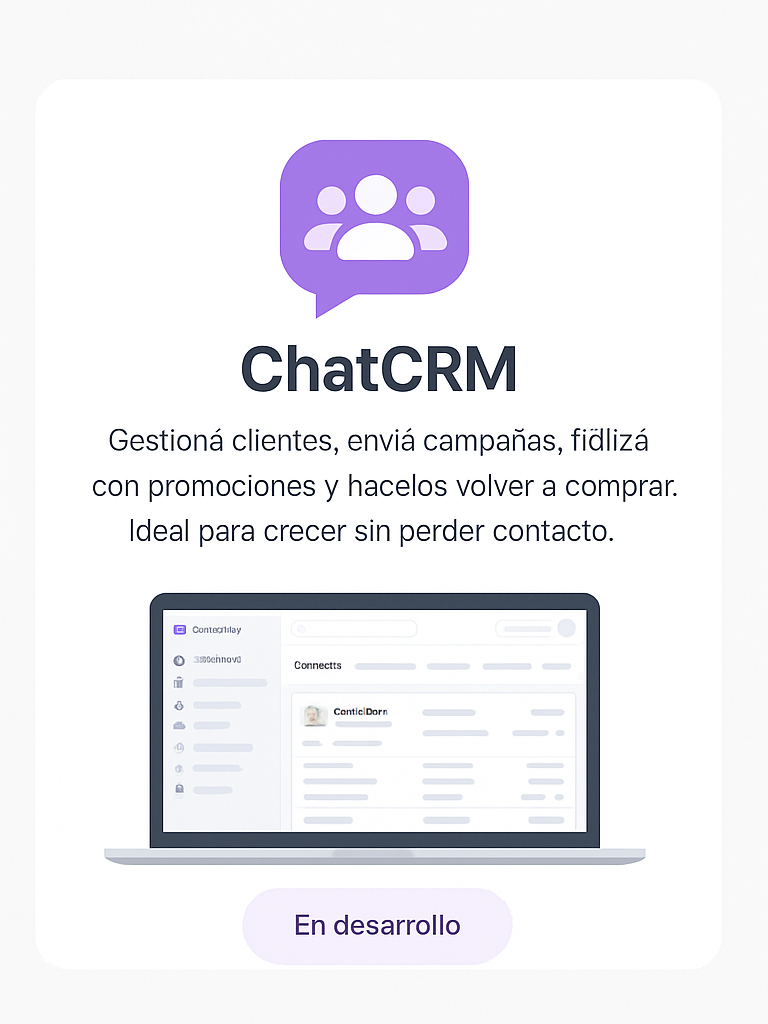 ChatCRM
Gestioná clientes, enviá campañas, fidlizá
con promociones y hacelos volver a comprar.
Ideal para crecer sin perder contacto.
Connectts
En desarrollo